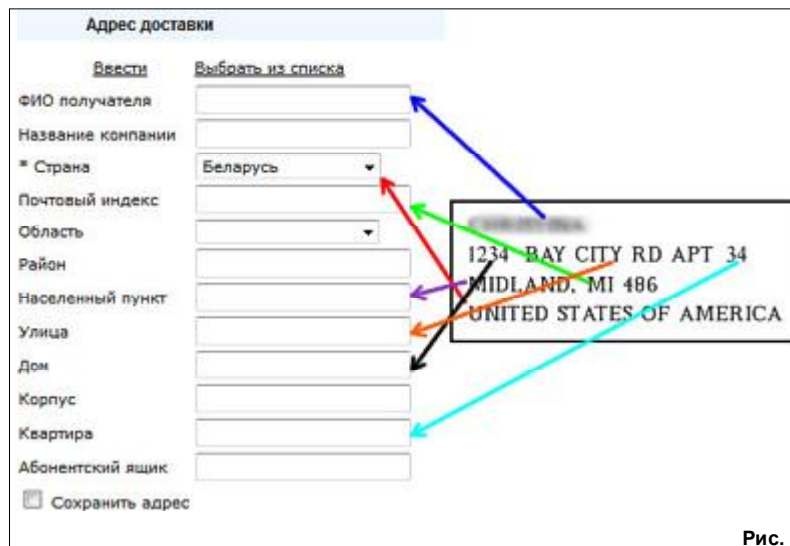 Адрес доставки
Ввести Выбрать из списка
ФИО получателя
Название компании
* Страна Беларусь
Почтовый индекс
Область
Район
Населенный пункт
Улица
Дом
Корпус
Квартира
Абонентский ящик
Сохранить адрес
1234 BAY CITY RD APT 34
MIDLAND, MI 486
UNITED STATES OF AMERICA
Рис.